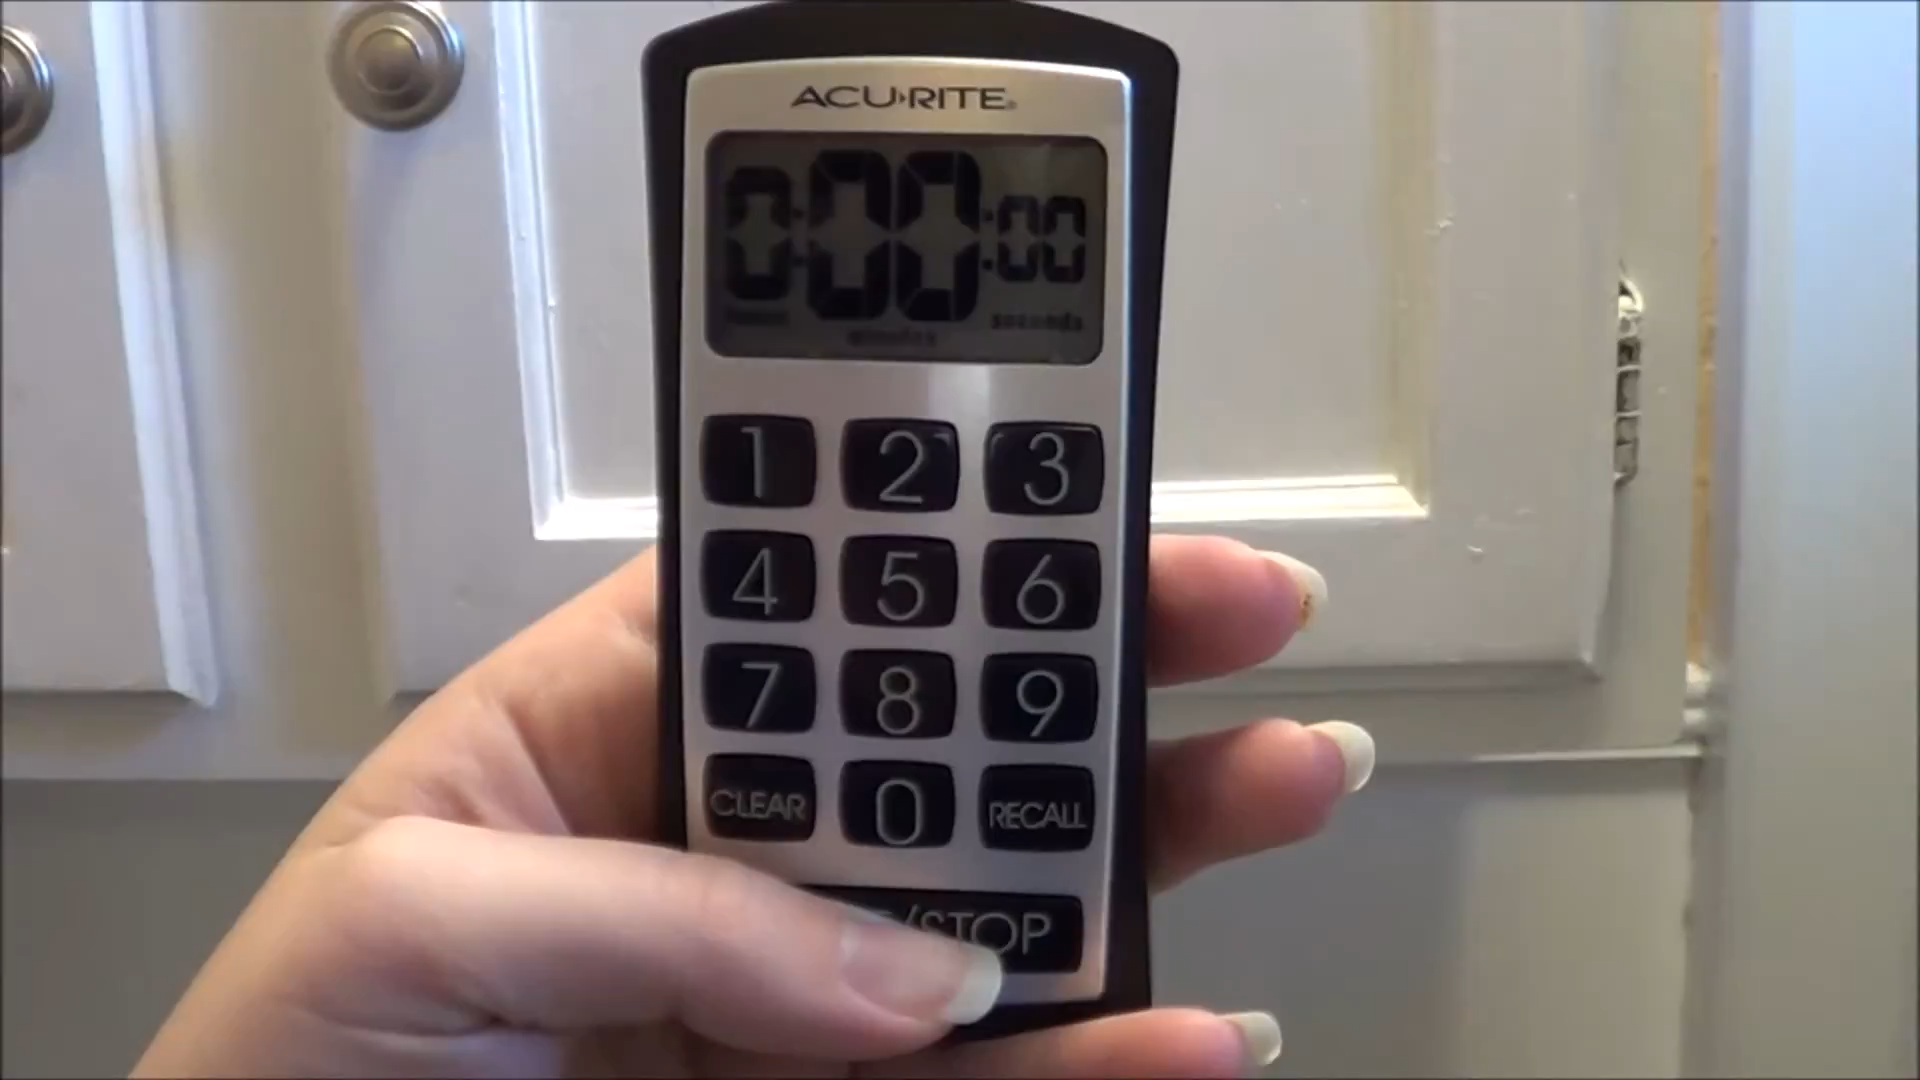 ACU▸RITE®
0:00:00
minutes seconds
1 2 3
4 5 6
7 8 9
CLEAR 0 RECALL
/STOP